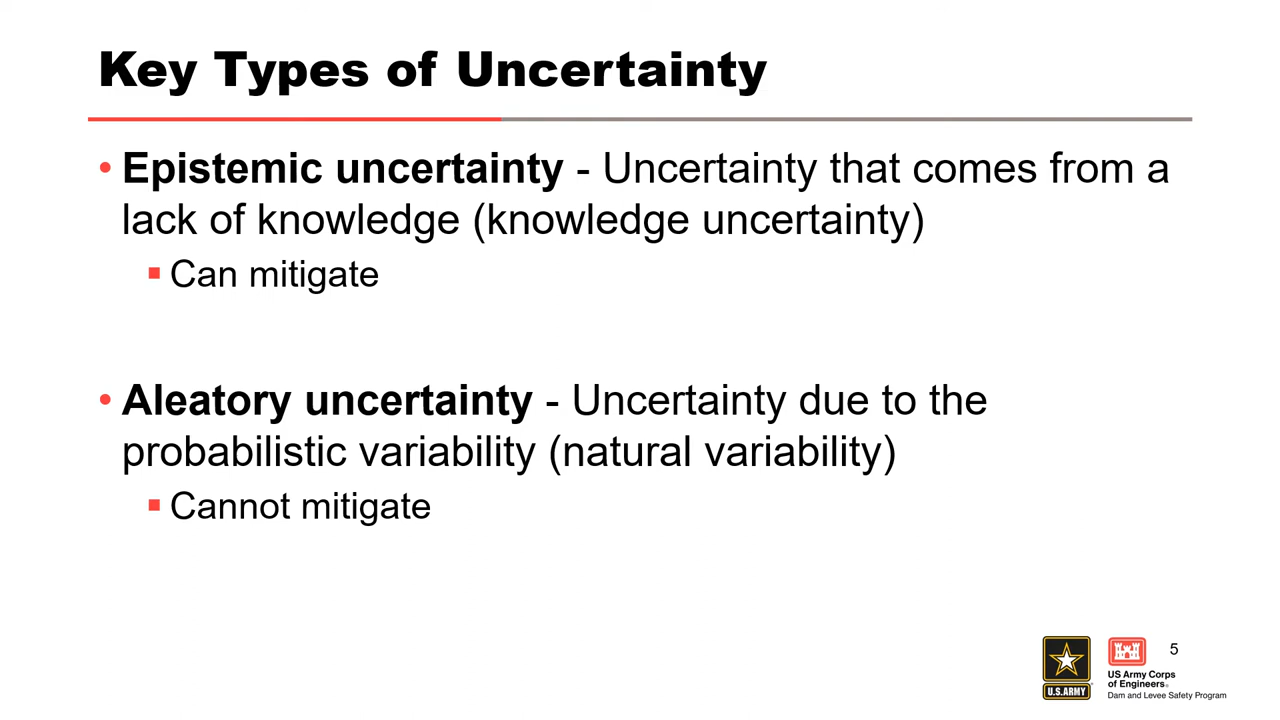 Key Types of Uncertainty
• Epistemic uncertainty - Uncertainty that comes from a
lack of knowledge (knowledge uncertainty)
▪ Can mitigate
• Aleatory uncertainty - Uncertainty due to the
probabilistic variability (natural variability)
▪ Cannot mitigate
5
U.S.ARMY
US Army Corps
of Engineers®
Dam and Levee Safety Program